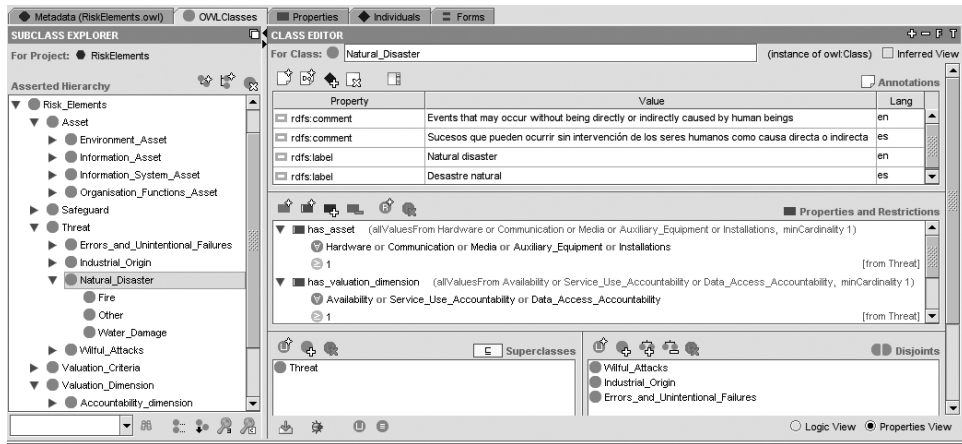 Metadata (RiskElements.owl) OWLClasses Properties Individuals Forms
SUBCLASS EXPLORER
For Project: RiskElements
Asserted Hierarchy
Risk_Elements
Asset
Environment_Asset
Information_Asset
Information_System_Asset
Organisation_Functions_Asset
Safeguard
Threat
Errors_and_Unintentional_Failures
Industrial_Origin
Natural_Disaster
Fire
Other
Water_Damage
Wilful_Attacks
Valuation_Criteria
Valuation_Dimension
Accountability_dimension
CLASS EDITOR
For Class: Natural_Disaster (instance of owl:Class) Inferred View
Annotations
Property Value Lang
rdfs:comment Events that may occur without being directly or indirectly caused by human beings en
rdfs:comment Sucesos que pueden ocurrir sin intervención de los seres humanos como causa directa o indirecta es
rdfs:label Natural disaster en
rdfs:label Desastre natural es
Properties and Restrictions
has_asset (allValuesFrom Hardware or Communication or Media or Auxiliary_Equipment or Installations, minCardinality 1)
Hardware or Communication or Media or Auxiliary_Equipment or Installations
1 [from Threat]
has_valuation_dimension (allValuesFrom Availability or Service_Use_Accountability or Data_Access_Accountability, minCardinality 1)
Availability or Service_Use_Accountability or Data_Access_Accountability
1 [from Threat]
Superclasses
Threat
Disjoints
Wilful_Attacks
Industrial_Origin
Errors_and_Unintentional_Failures
Logic View Properties View